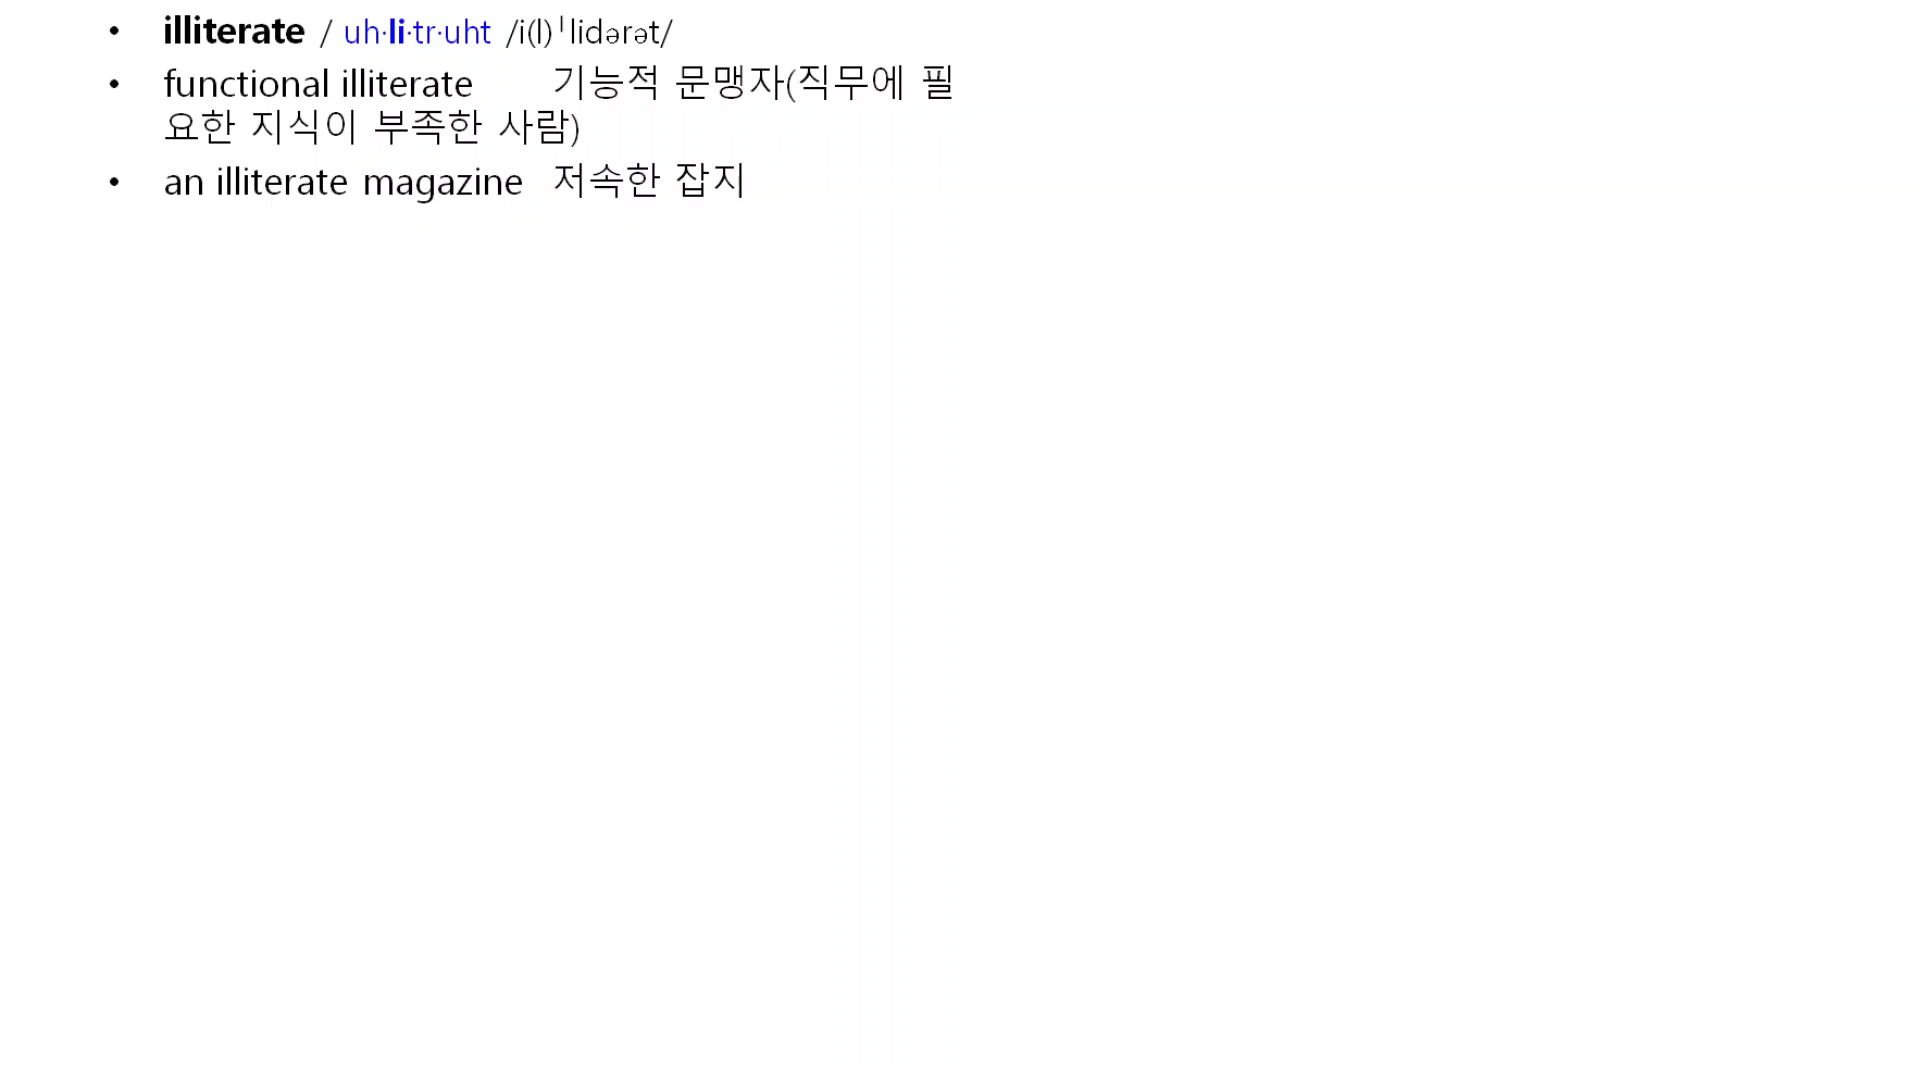 • illiterate / uh·li·tr·uht /i(l)ˈlidərət/
• functional illiterate 기능적 문맹자(직무에 필
요한 지식이 부족한 사람)
• an illiterate magazine 저속한 잡지